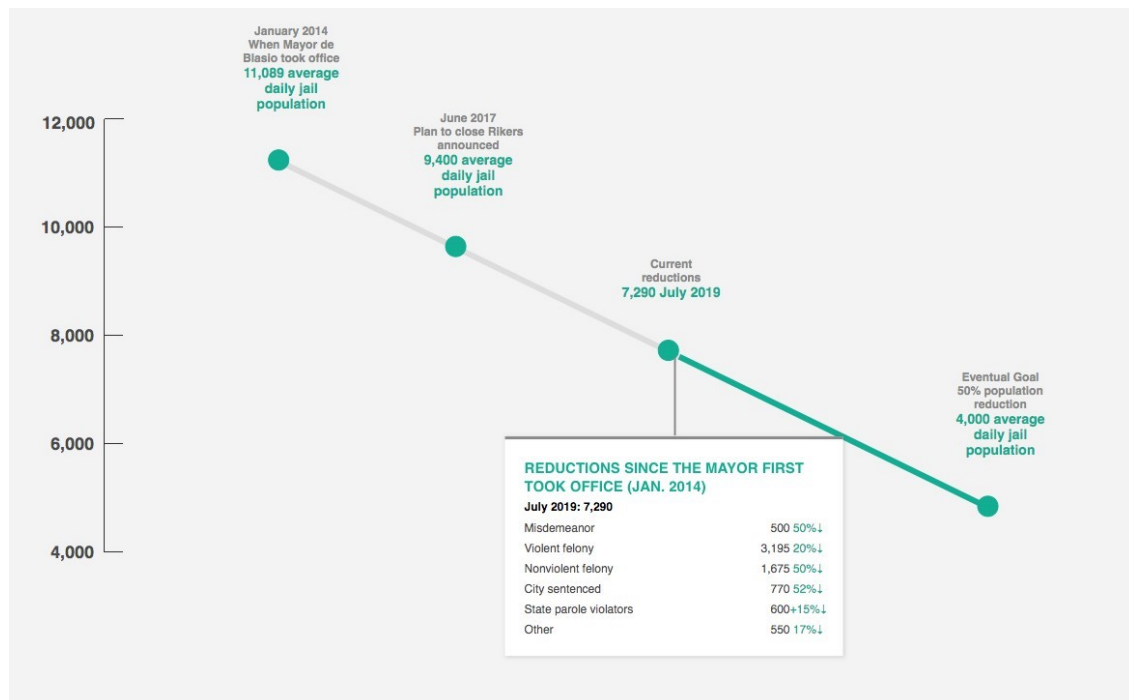 January 2014
When Mayor de
Blasio took office
11,089 average
daily jail
population
June 2017
Plan to close Rikers
announced
9,400 average
daily jail
population
Current
reductions
7,290 July 2019
Eventual Goal
50% population
reduction
4,000 average
daily jail
population
12,000
10,000
8,000
6,000
4,000
REDUCTIONS SINCE THE MAYOR FIRST
TOOK OFFICE (JAN. 2014)
July 2019: 7,290
Misdemeanor 500 50%↓
Violent felony 3,195 20%↓
Nonviolent felony 1,675 50%↓
City sentenced 770 52%↓
State parole violators 600+15%↓
Other 550 17%↓